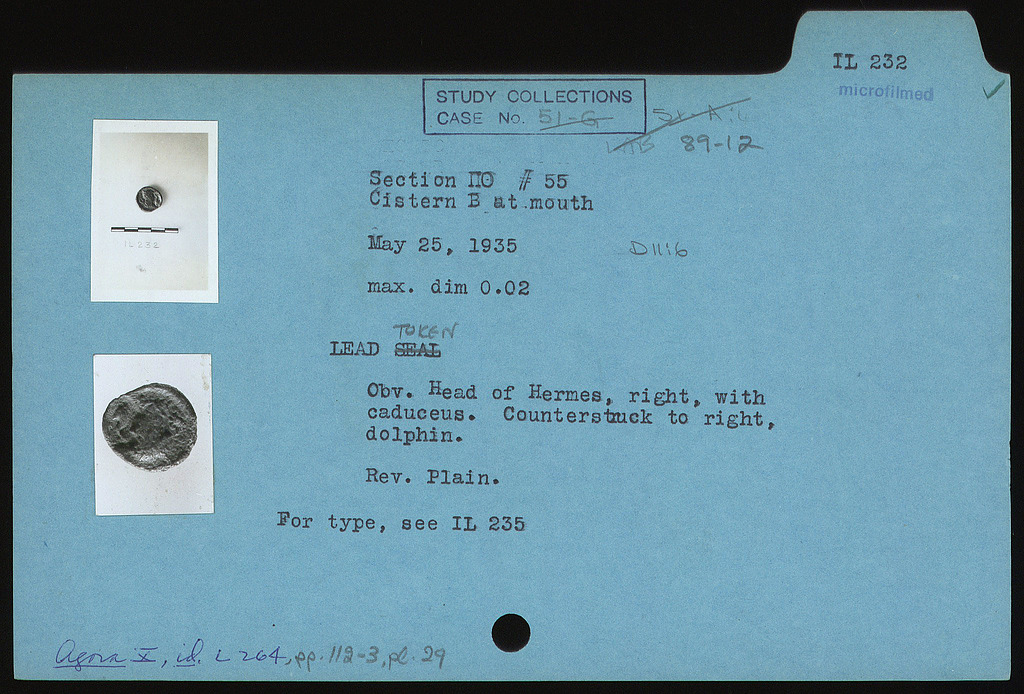 IL 232
microfilmed
STUDY COLLECTIONS
CASE No. 51-G
89-12
Section ΠΟ # 55
Cistern B at mouth
May 25, 1935
D1116
max. dim 0.02
TOKEN
LEAD SEAL
Obv. Head of Hermes, right, with
caduceus. Counterstruck to right,
dolphin.
Rev. Plain.
For type, see IL 235
Agora X, id. L 264, pp. 112-3, pl. 29
IL 232